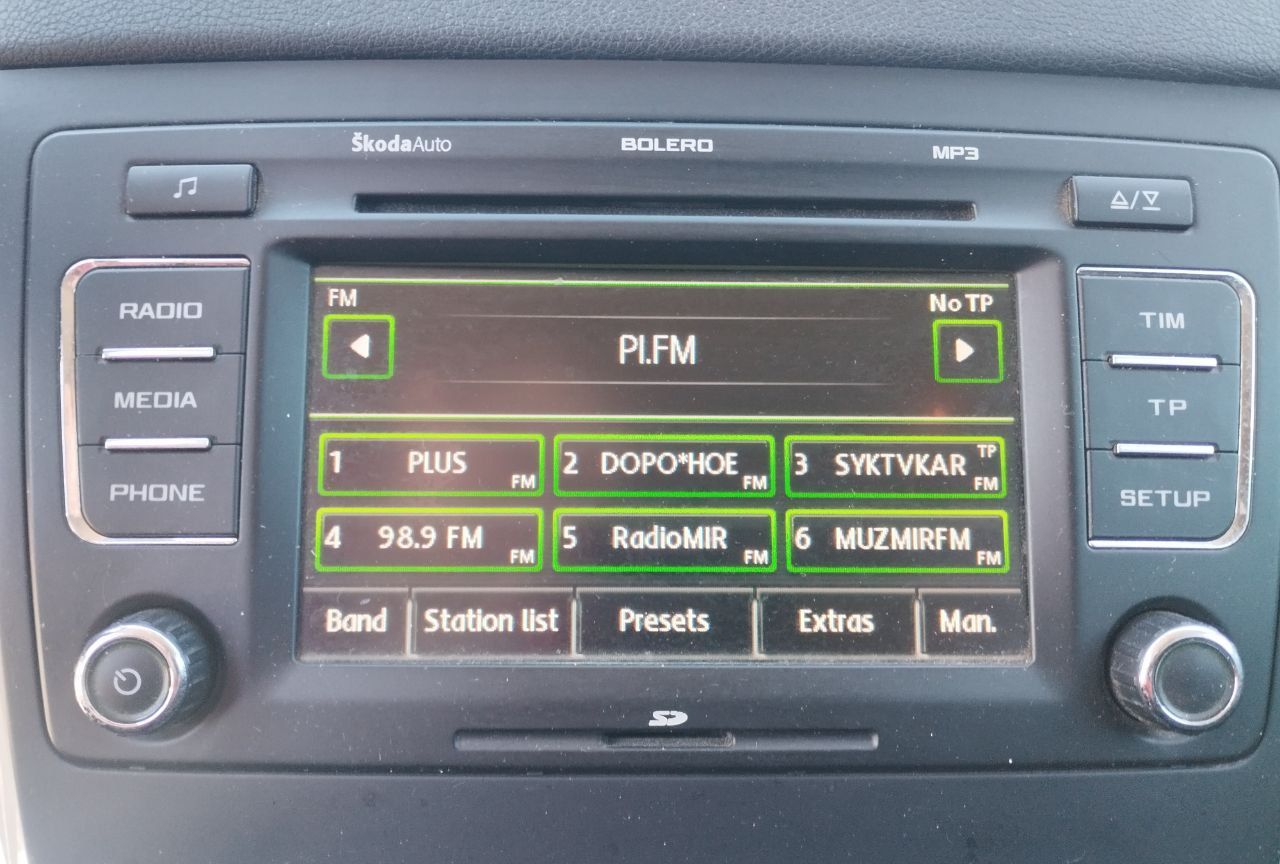 ŠkodaAuto BOLERO MP3
RADIO
MEDIA
PHONE
FM No TP
PI.FM
1 PLUS FM
2 DOPO*HOE FM
3 SYKTVKAR TP FM
4 98.9 FM FM
5 RadioMIR FM
6 MUZMIRFM FM
Band Station list Presets Extras Man.
TIM
TP
SETUP
SD